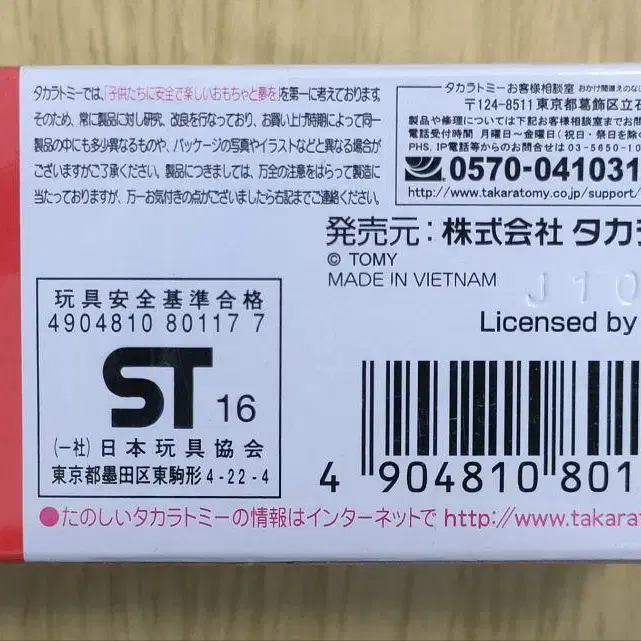 タカラトミーでは、「子供たちに安全で楽しいおもちゃと夢を」を第一に考えております。
そのため、常に製品に対し研究、改良を行なっており、お買い上げ時期によって同一
製品の中にも多少異なるものや、パッケージの写真やイラストなどと異なる場合が
ございますがご了承ください。製品につきましては、万全の注意をはらって製造に
当たっておりますが、万一お気付きの点がございましたら右記までご連絡ください。
タカラトミーお客様相談室 おかけ間違えのない
〒124-8511 東京都葛飾区立石
製品や修理については下記お客様相談室までお問
電話受付時間 月曜日〜金曜日(祝・祭日を除
PHS、IP電話等からのお問合せは 03-5650-10
0570-041031
http://www.takaratomy.co.jp/support/
発売元:株式会社 タカラ
© TOMY
MADE IN VIETNAM
J10
Licensed by
玩具安全基準合格
4904810 80117 7
ST 16
(一社)日本玩具協会
東京都墨田区東駒形4-22-4
4 904810 801
●たのしいタカラトミーの情報はインターネットで http://www.takarat